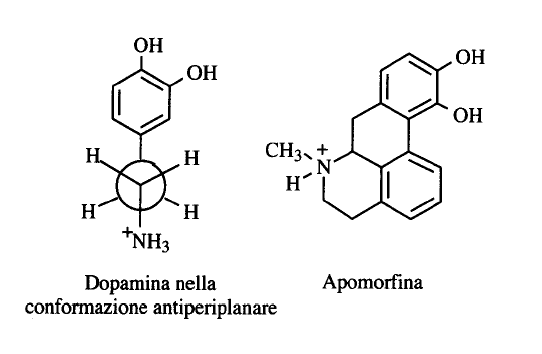 OH
OH
H
H
H
H
+NH3
OH
OH
CH3
+
N
H
Dopamina nella
conformazione antiperiplanare
Apomorfina